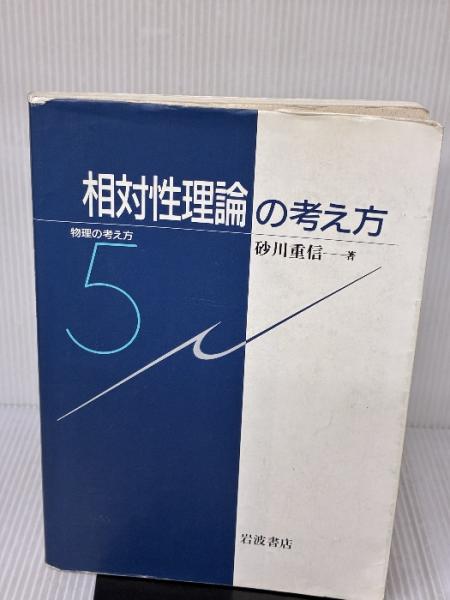 相対性理論の考え方
物理の考え方
5
砂川重信──著
岩波書店